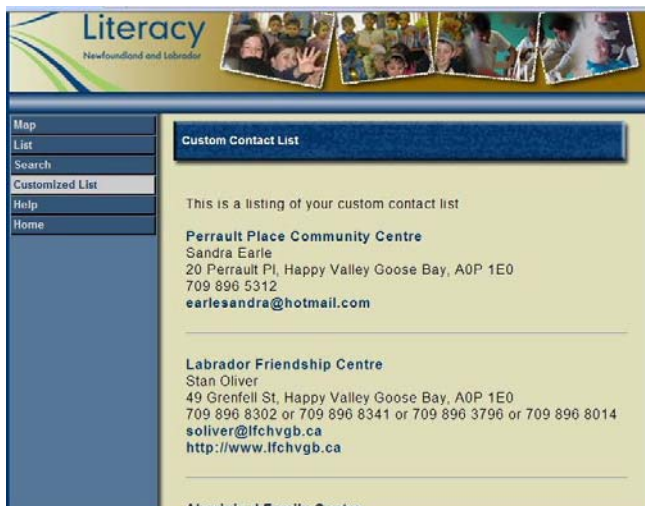 Literacy
Newfoundland and Labrador
Map
List
Search
Customized List
Help
Home
Custom Contact List
This is a listing of your custom contact list
Perrault Place Community Centre
Sandra Earle
20 Perrault Pl, Happy Valley Goose Bay, A0P 1E0
709 896 5312
earlesandra@hotmail.com
Labrador Friendship Centre
Stan Oliver
49 Grenfell St, Happy Valley Goose Bay, A0P 1E0
709 896 8302 or 709 896 8341 or 709 896 3796 or 709 896 8014
soliver@lfchvgb.ca
http://www.lfchvgb.ca